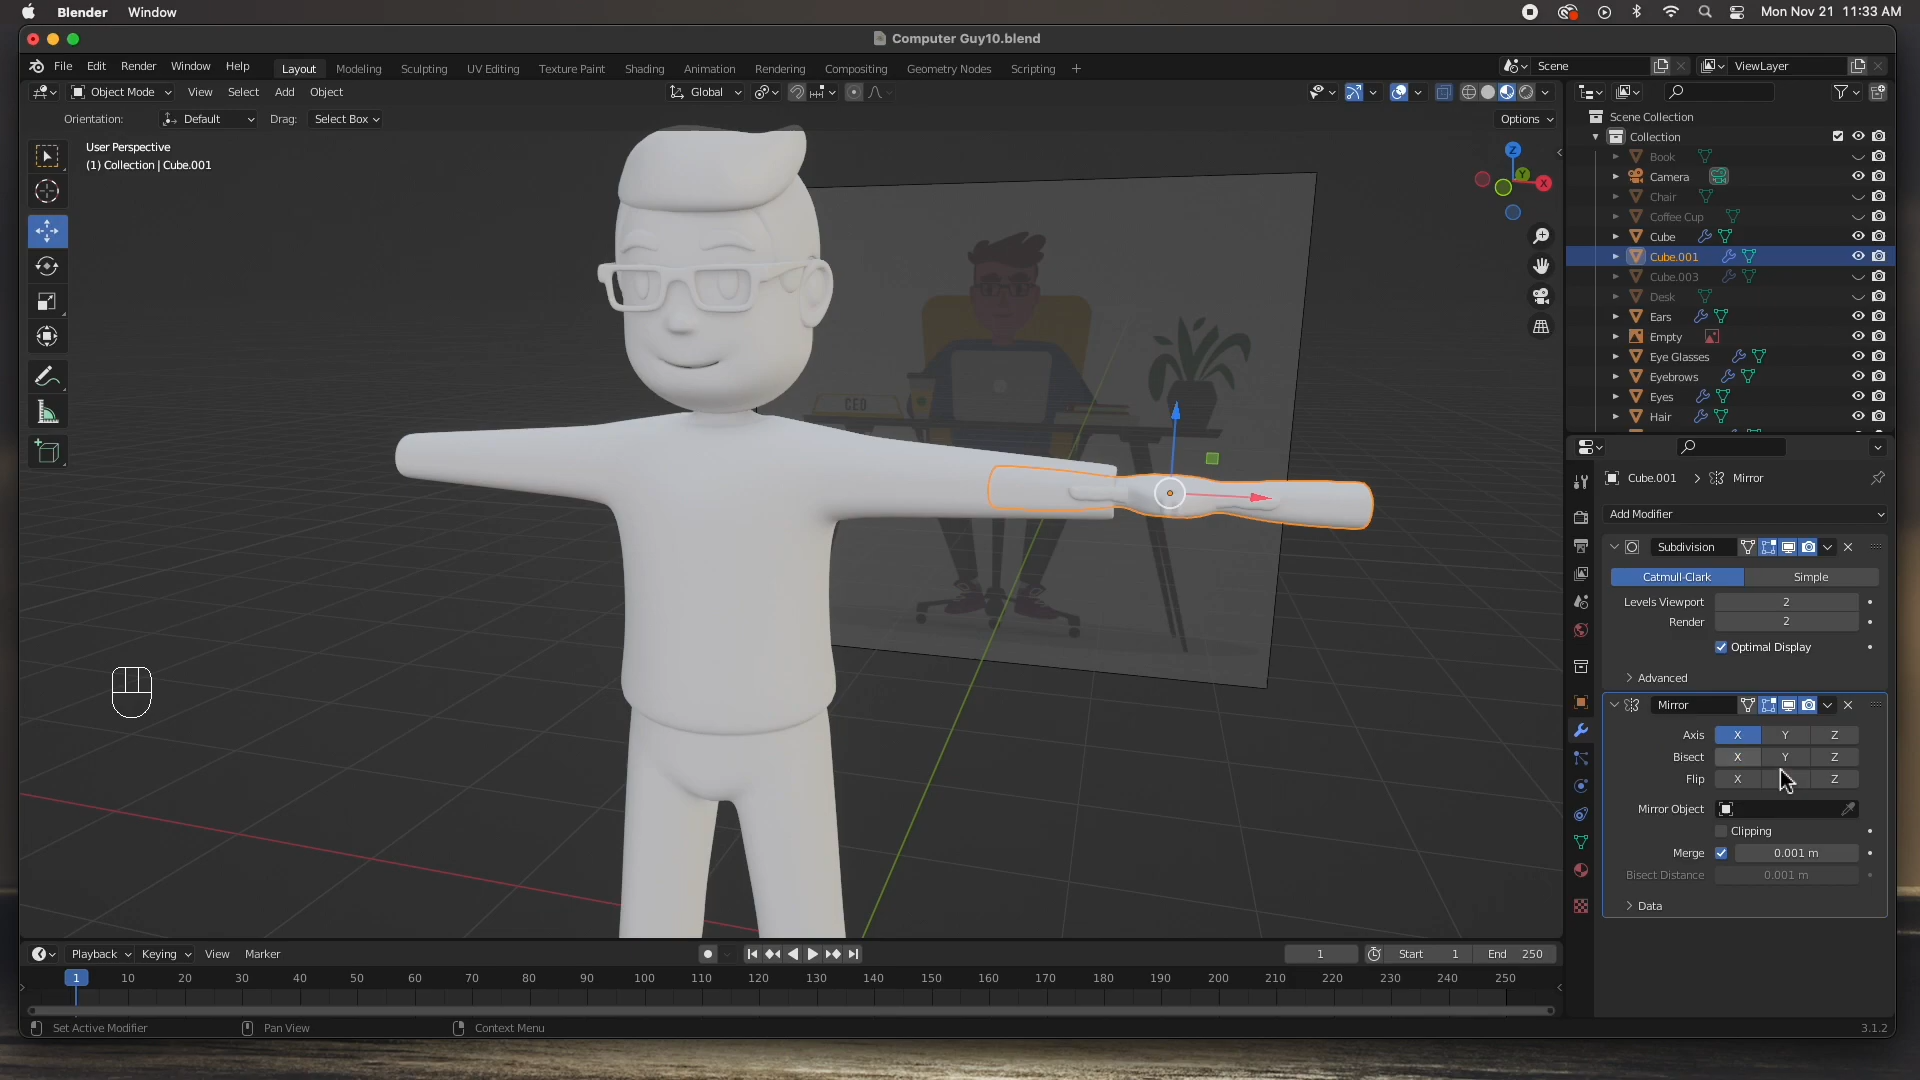 Blender Window Mon Nov 21 11:33 AM
Computer Guy10.blend
File Edit Render Window Help Layout Modeling Sculpting UV Editing Texture Paint Shading Animation Rendering Compositing Geometry Nodes Scripting + Scene ViewLayer
Object Mode View Select Add Object Global
Orientation: Default Drag: Select Box Options
User Perspective
(1) Collection | Cube.001
Z
Y
X
CEO
Scene Collection
Collection
Book
Camera
Chair
Coffee Cup
Cube
Cube.001
Cube.003
Desk
Ears
Empty
Eye Glasses
Eyebrows
Eyes
Hair
Cube.001 > Mirror
Add Modifier
Subdivision
Catmull-Clark Simple
Levels Viewport 2
Render 2
Optimal Display
Advanced
Mirror
Axis X Y Z
Bisect X Y Z
Flip X Z
Mirror Object
Clipping
Merge 0.001 m
Bisect Distance 0.001 m
Data
Playback Keying View Marker 1 Start 1 End 250
1 10 20 30 40 50 60 70 80 90 100 110 120 130 140 150 160 170 180 190 200 210 220 230 240 250
Set Active Modifier Pan View Context Menu 3.1.2